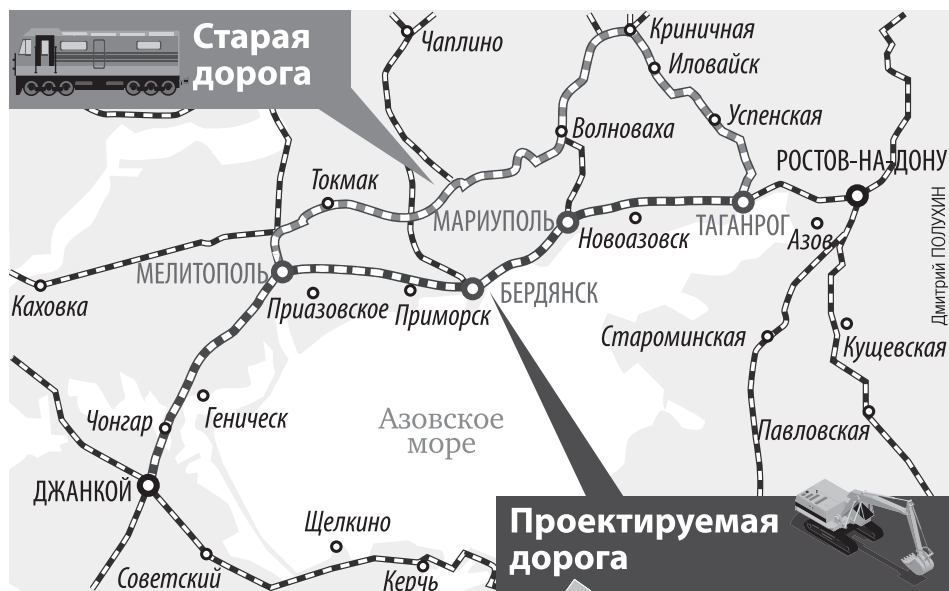 Старая
дорога
Чаплино
Криничная
Иловайск
Успенская
Волноваха
РОСТОВ-НА-ДОНУ
Токмак
МАРИУПОЛЬ
Новоазовск
ТАГАНРОГ
Азов
Дмитрий ПОЛУХИН
МЕЛИТОПОЛЬ
БЕРДЯНСК
Каховка
Приазовское
Приморск
Староминская
Кущевская
Чонгар
Геническ
Азовское
море
Павловская
ДЖАНКОЙ
Щелкино
Проектируемая
дорога
Советский
Керчь